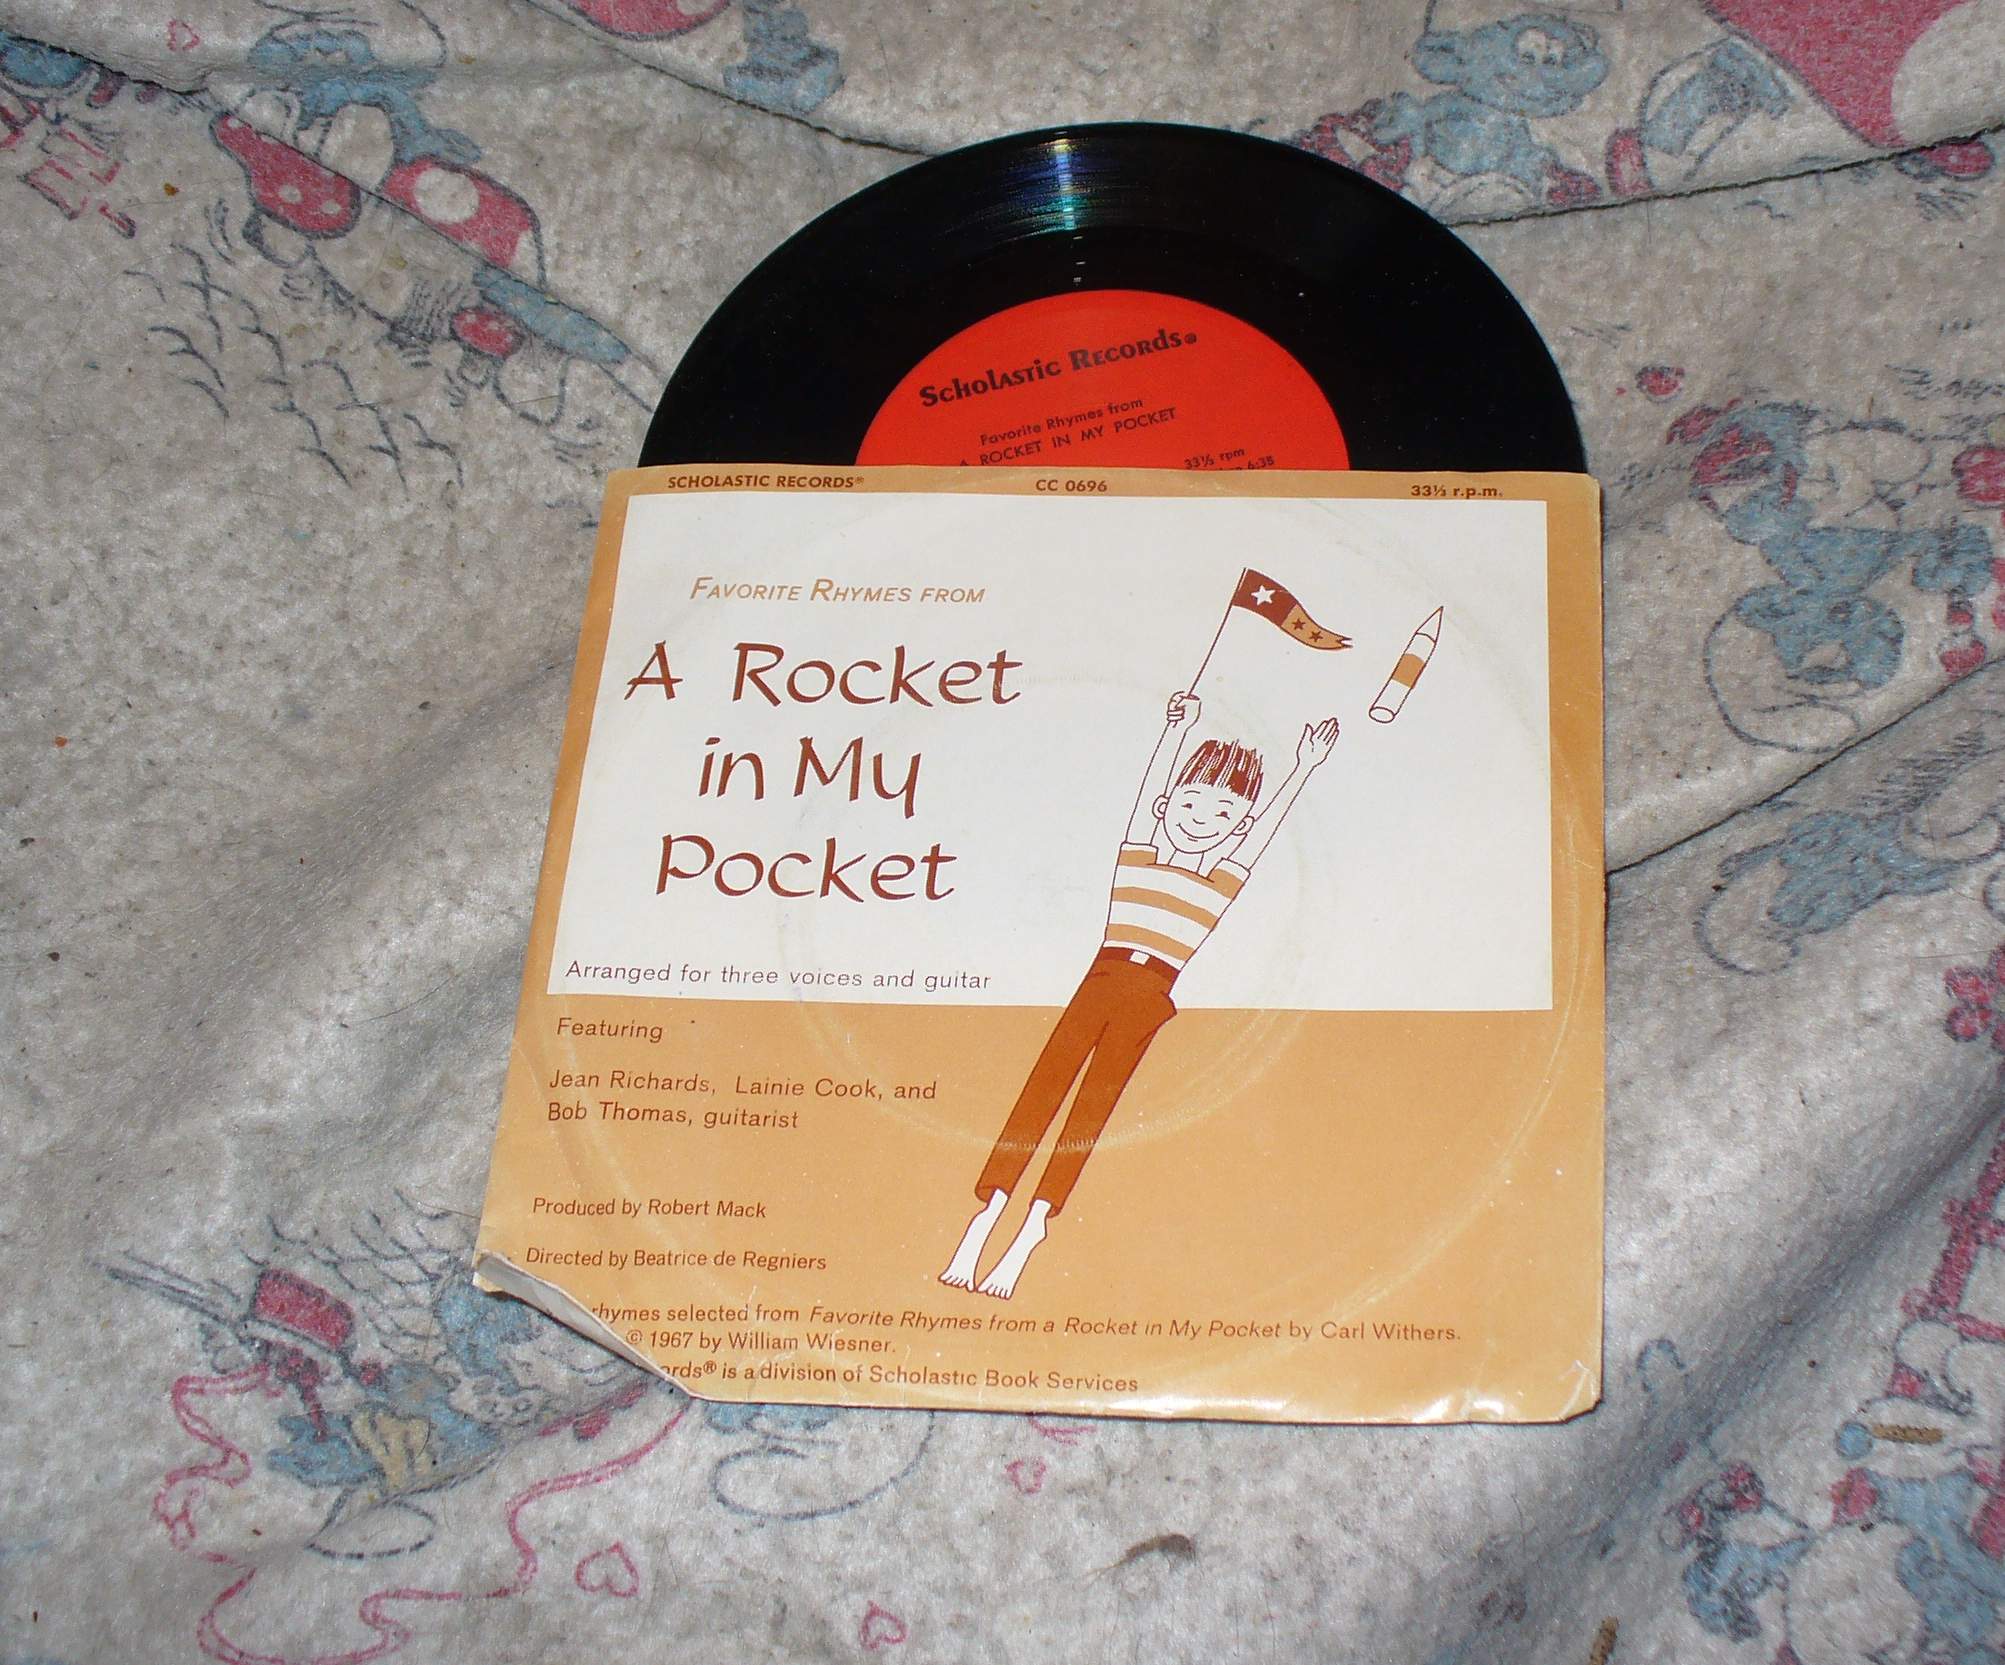 Scholastic Records®
Favorite Rhymes from
A ROCKET IN MY POCKET
33⅓ rpm
6:35
SCHOLASTIC RECORDS® CC 0696 33⅓ r.p.m.
Favorite Rhymes from
A Rocket
in My
Pocket
Arranged for three voices and guitar
Featuring
Jean Richards, Lainie Cook, and
Bob Thomas, guitarist
Produced by Robert Mack
Directed by Beatrice de Regniers
rhymes selected from Favorite Rhymes from a Rocket in My Pocket by Carl Withers.
© 1967 by William Wiesner.
ords® is a division of Scholastic Book Services